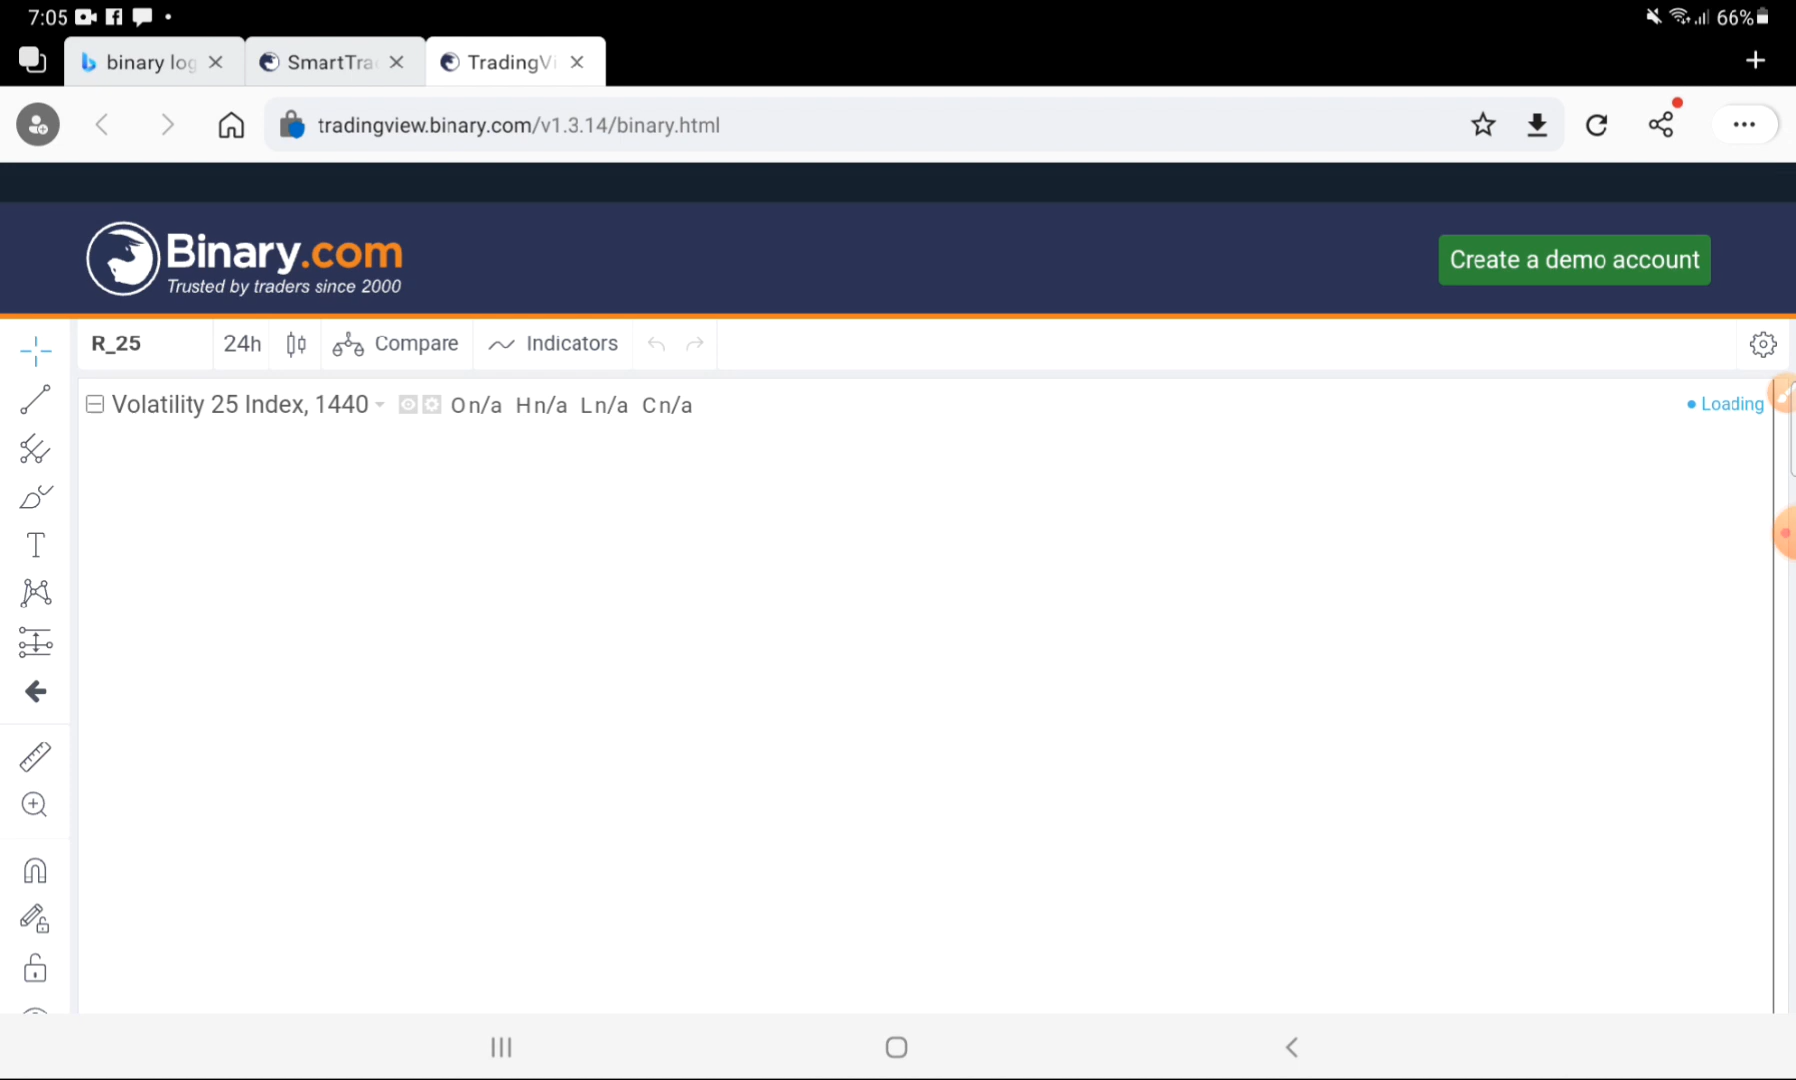 7:05
66%
binary log
SmartTra
TradingVi
tradingview.binary.com/v1.3.14/binary.html
Binary.com
Trusted by traders since 2000
Create a demo account
R_25 24h Compare Indicators
Volatility 25 Index, 1440 On/a Hn/a Ln/a Cn/a
Loading